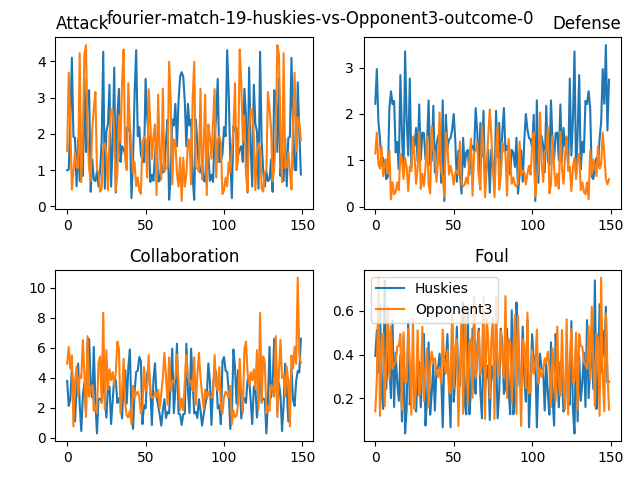 fourier-match-19-huskies-vs-Opponent3-outcome-0
Attack
Defense
4
3
2
1
0
0 50 100 150
3
2
1
0
0 50 100 150
Collaboration
Foul
10
8
6
4
2
0
0 50 100 150
Huskies
Opponent3
0.6
0.4
0.2
0 50 100 150